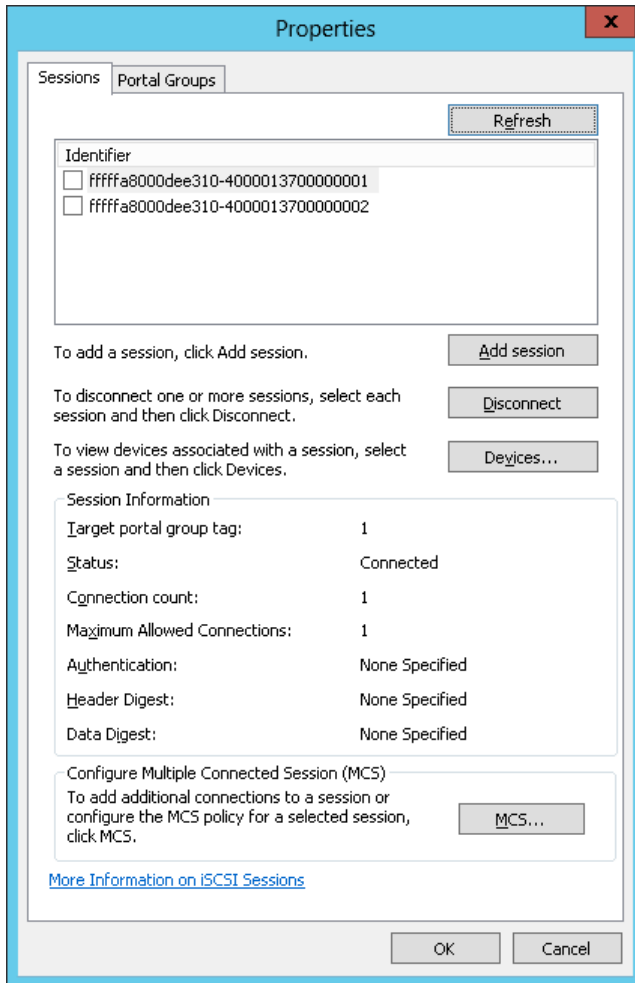 Properties
x
Sessions
Portal Groups
Refresh
Identifier
fffffa8000dee310-4000013700000001
fffffa8000dee310-4000013700000002
To add a session, click Add session.
Add session
To disconnect one or more sessions, select each
session and then click Disconnect.
Disconnect
To view devices associated with a session, select
a session and then click Devices.
Devices...
Session Information
Target portal group tag: 1
Status: Connected
Connection count: 1
Maximum Allowed Connections: 1
Authentication: None Specified
Header Digest: None Specified
Data Digest: None Specified
Configure Multiple Connected Session (MCS)
To add additional connections to a session or
configure the MCS policy for a selected session,
click MCS.
MCS...
More Information on iSCSI Sessions
OK
Cancel